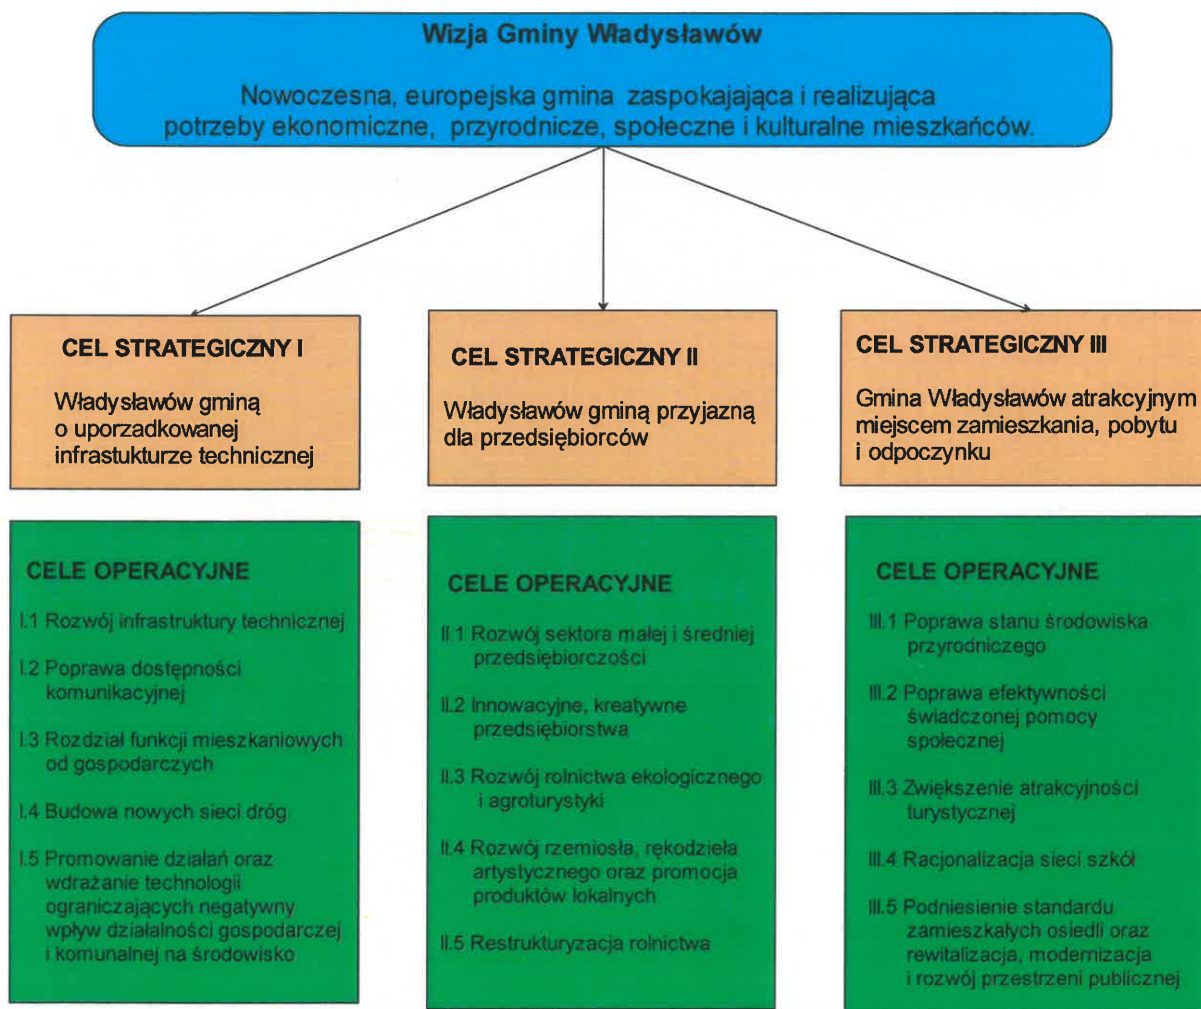 Wizja Gminy Władysławów
Nowoczesna, europejska gmina zaspokajająca i realizująca
potrzeby ekonomiczne, przyrodnicze, społeczne i kulturalne mieszkańców.
CEL STRATEGICZNY I
Władysławów gminą
o uporzadkowanej
infrastukturze technicznej
CEL STRATEGICZNY II
Władysławów gminą przyjazną
dla przedsiębiorców
CEL STRATEGICZNY III
Gmina Władysławów atrakcyjnym
miejscem zamieszkania, pobytu
i odpoczynku
CELE OPERACYJNE
I.1 Rozwój infrastruktury technicznej
I.2 Poprawa dostępności
komunikacyjnej
I.3 Rozdział funkcji mieszkaniowych
od gospodarczych
I.4 Budowa nowych sieci dróg
I.5 Promowanie działań oraz
wdrażanie technologii
ograniczających negatywny
wpływ działalności gospodarczej
i komunalnej na środowisko
CELE OPERACYJNE
II.1 Rozwój sektora małej i średniej
przedsiębiorczości
II.2 Innowacyjne, kreatywne
przedsiębiorstwa
II.3 Rozwój rolnictwa ekologicznego
i agroturystyki
II.4 Rozwój rzemiosła, rękodzieła
artystycznego oraz promocja
produktów lokalnych
II.5 Restrukturyzacja rolnictwa
CELE OPERACYJNE
III.1 Poprawa stanu środowiska
przyrodniczego
III.2 Poprawa efektywności
świadczonej pomocy
społecznej
III.3 Zwiększenie atrakcyjności
turystycznej
III.4 Racjonalizacja sieci szkół
III.5 Podniesienie standardu
zamieszkałych osiedli oraz
rewitalizacja, modernizacja
i rozwój przestrzeni publicznej